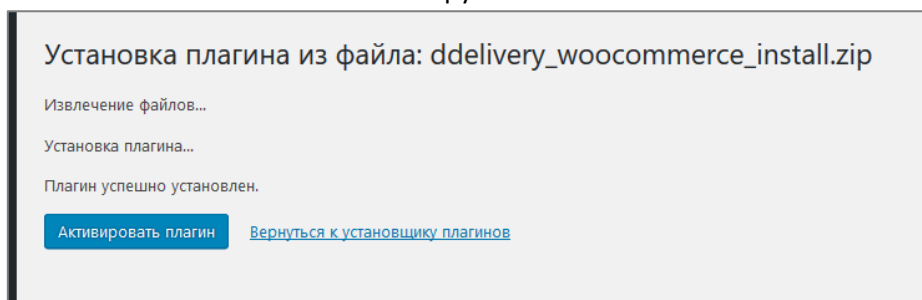 Установка плагина из файла: ddelivery_woocommerce_install.zip
Извлечение файлов...
Установка плагина...
Плагин успешно установлен.
Активировать плагин Вернуться к установщику плагинов